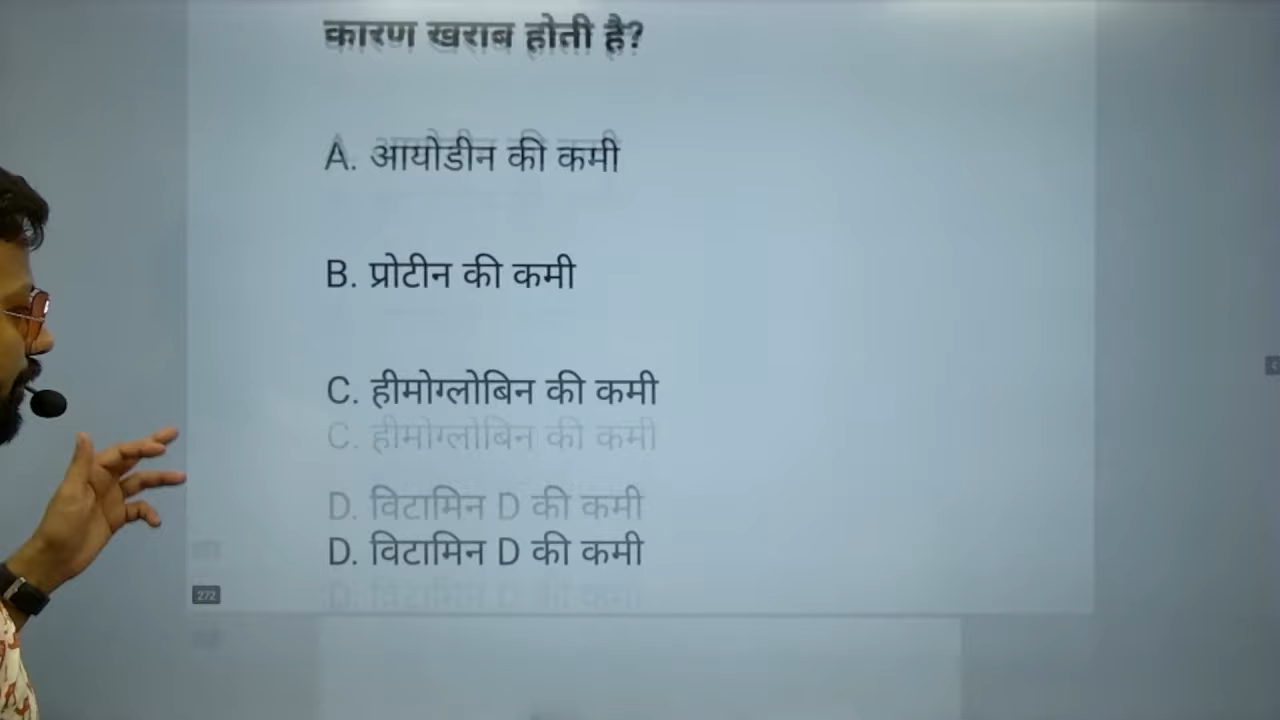 कारण खराब होती है?
A. आयोडीन की कमी
B. प्रोटीन की कमी
C. हीमोग्लोबिन की कमी
C. हीमोग्लोबिन की कमी
D. विटामिन D की कमी
D. विटामिन D की कमी
272